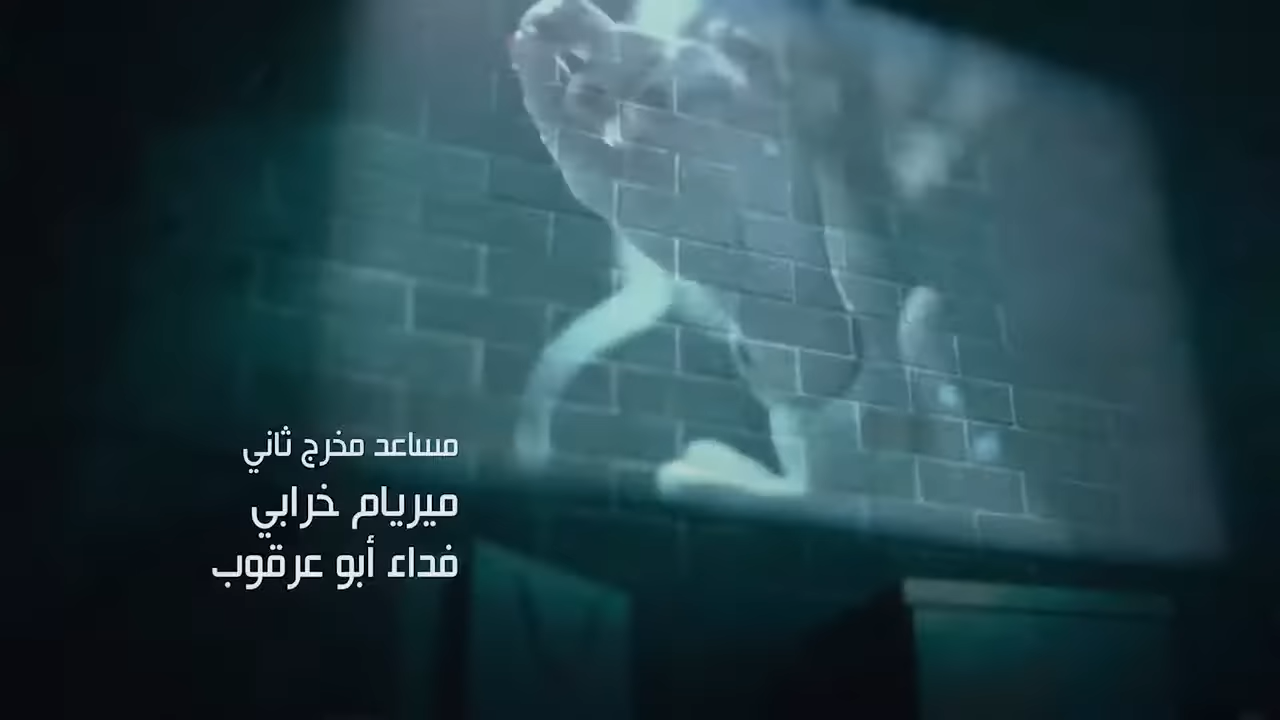 مساعد مخرج ثاني
ميريام خرابي
فداء أبو عرقوب